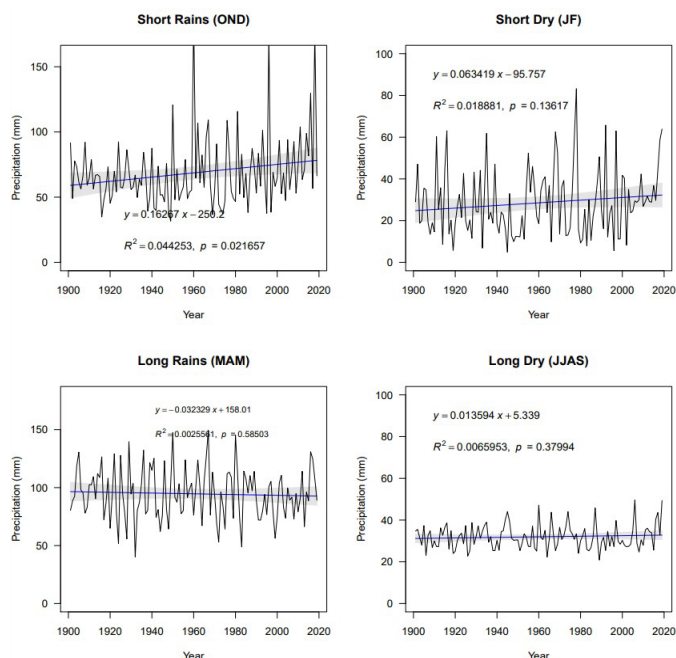 Short Rains (OND)
Precipitation (mm)
150
100
50
0
y = 0.16267 x − 250.2
R² = 0.044253, p = 0.021657
1900 1920 1940 1960 1980 2000 2020
Year
Short Dry (JF)
Precipitation (mm)
100
80
60
40
20
0
y = 0.063419 x − 95.757
R² = 0.018881, p = 0.13617
1900 1920 1940 1960 1980 2000 2020
Year
Long Rains (MAM)
Precipitation (mm)
150
100
50
0
y = −0.032329 x + 158.01
R² = 0.0025561, p = 0.58503
1900 1920 1940 1960 1980 2000 2020
Year
Long Dry (JJAS)
Precipitation (mm)
100
80
60
40
20
0
y = 0.013594 x + 5.339
R² = 0.0065953, p = 0.37994
1900 1920 1940 1960 1980 2000 2020
Year